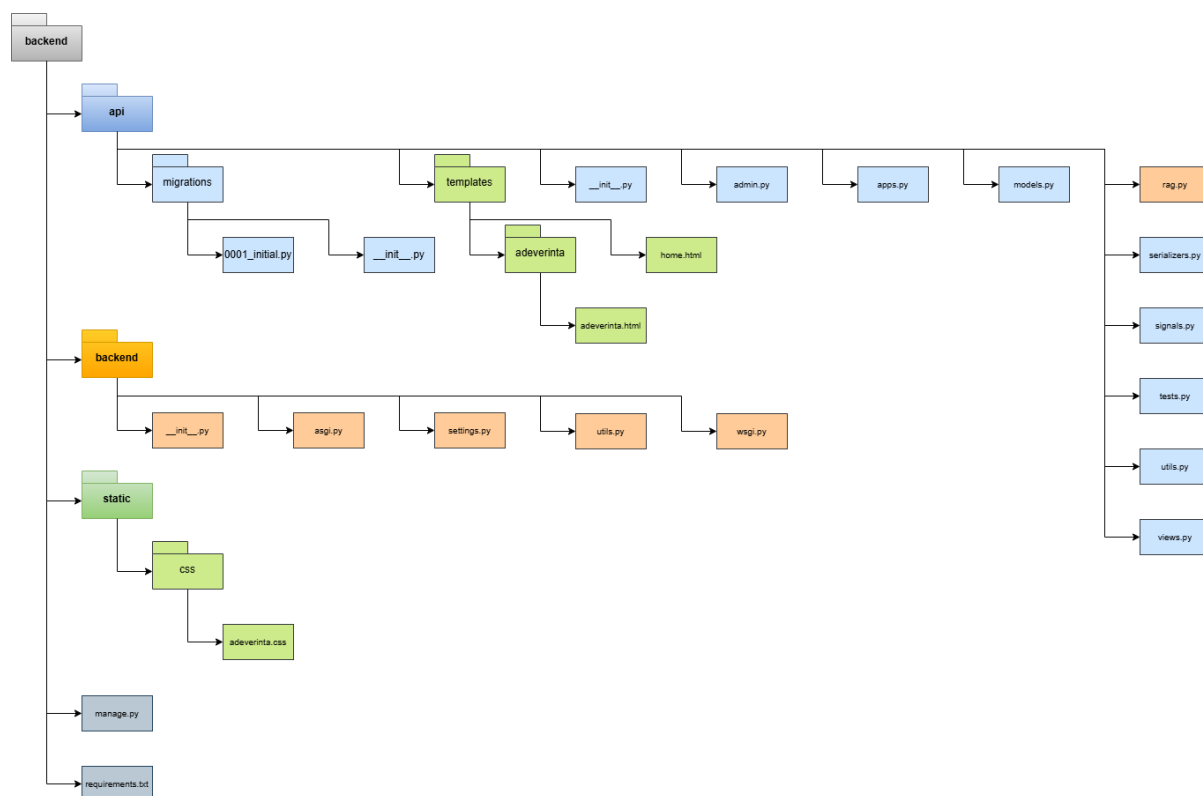 backend
api
migrations
templates
__init__.py
admin.py
apps.py
models.py
rag.py
0001_initial.py
__init__.py
adeverinta
home.html
serializers.py
adeverinta.html
signals.py
backend
tests.py
__init__.py
asgi.py
settings.py
utils.py
wsgi.py
utils.py
static
views.py
css
adeverinta.css
manage.py
requirements.txt